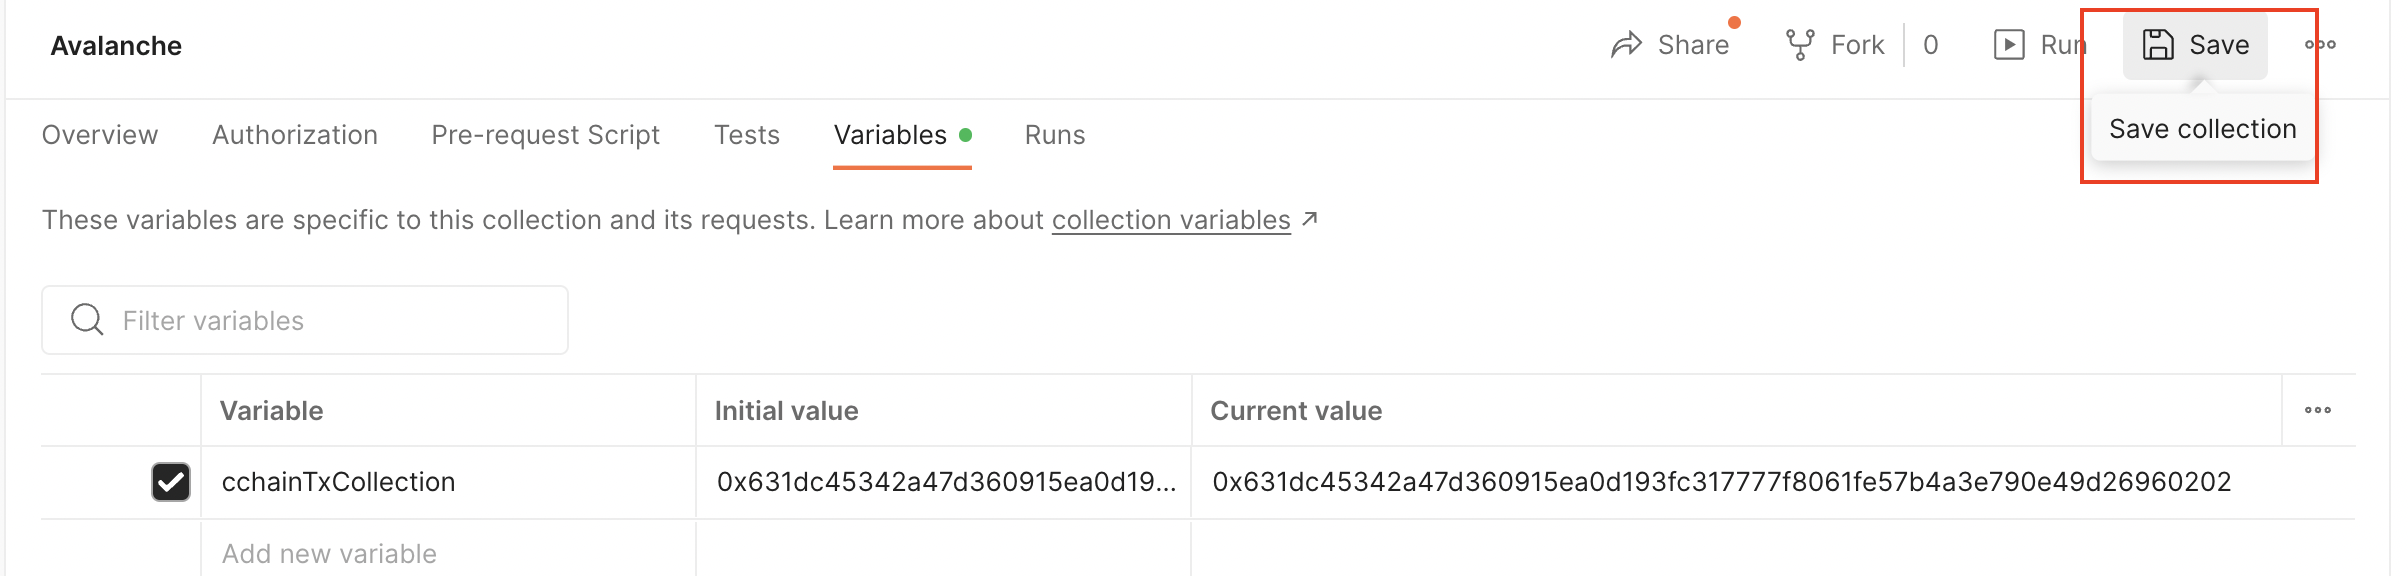 Avalanche
Share Fork 0 Run Save
Save collection
Overview Authorization Pre-request Script Tests Variables Runs
These variables are specific to this collection and its requests. Learn more about collection variables ↗
Filter variables
Variable Initial value Current value
cchainTxCollection 0x631dc45342a47d360915ea0d19... 0x631dc45342a47d360915ea0d193fc317777f8061fe57b4a3e790e49d26960202
Add new variable